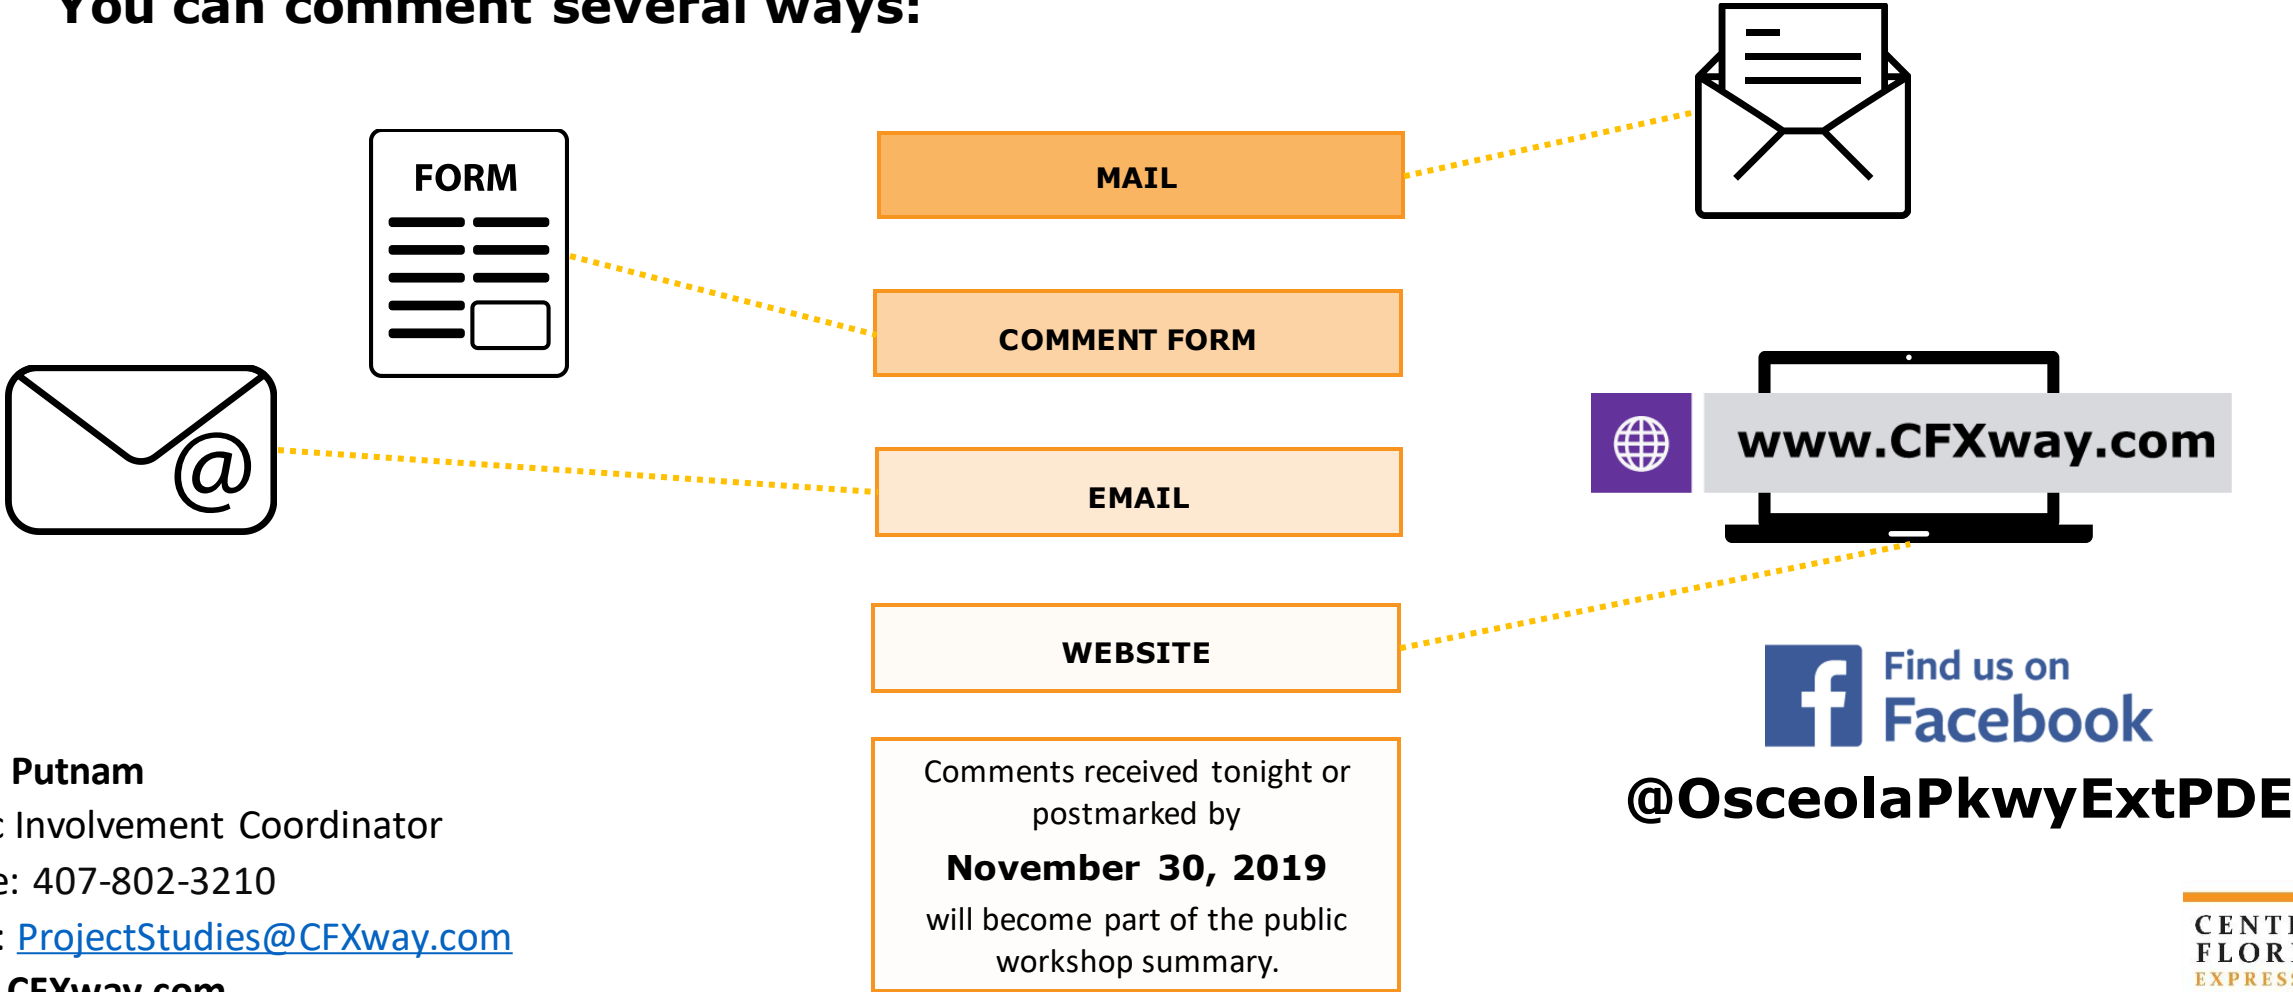 You can comment several ways:
FORM
MAIL
COMMENT FORM
@
EMAIL
www.CFXway.com
WEBSITE
Find us on
Facebook
@OsceolaPkwyExtPDE
Putnam
Involvement Coordinator
407-802-3210
ProjectStudies@CFXway.com
CFXway.com
Comments received tonight or
postmarked by
November 30, 2019
will become part of the public
workshop summary.